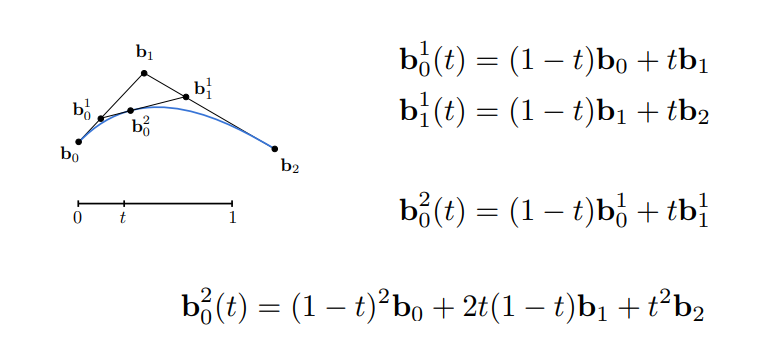 b₁
b₀¹
b₁¹
b₀²
b₀
b₂
0 t 1
b₀¹(t) = (1 − t)b₀ + tb₁
b₁¹(t) = (1 − t)b₁ + tb₂
b₀²(t) = (1 − t)b₀¹ + tb₁¹
b₀²(t) = (1 − t)²b₀ + 2t(1 − t)b₁ + t²b₂